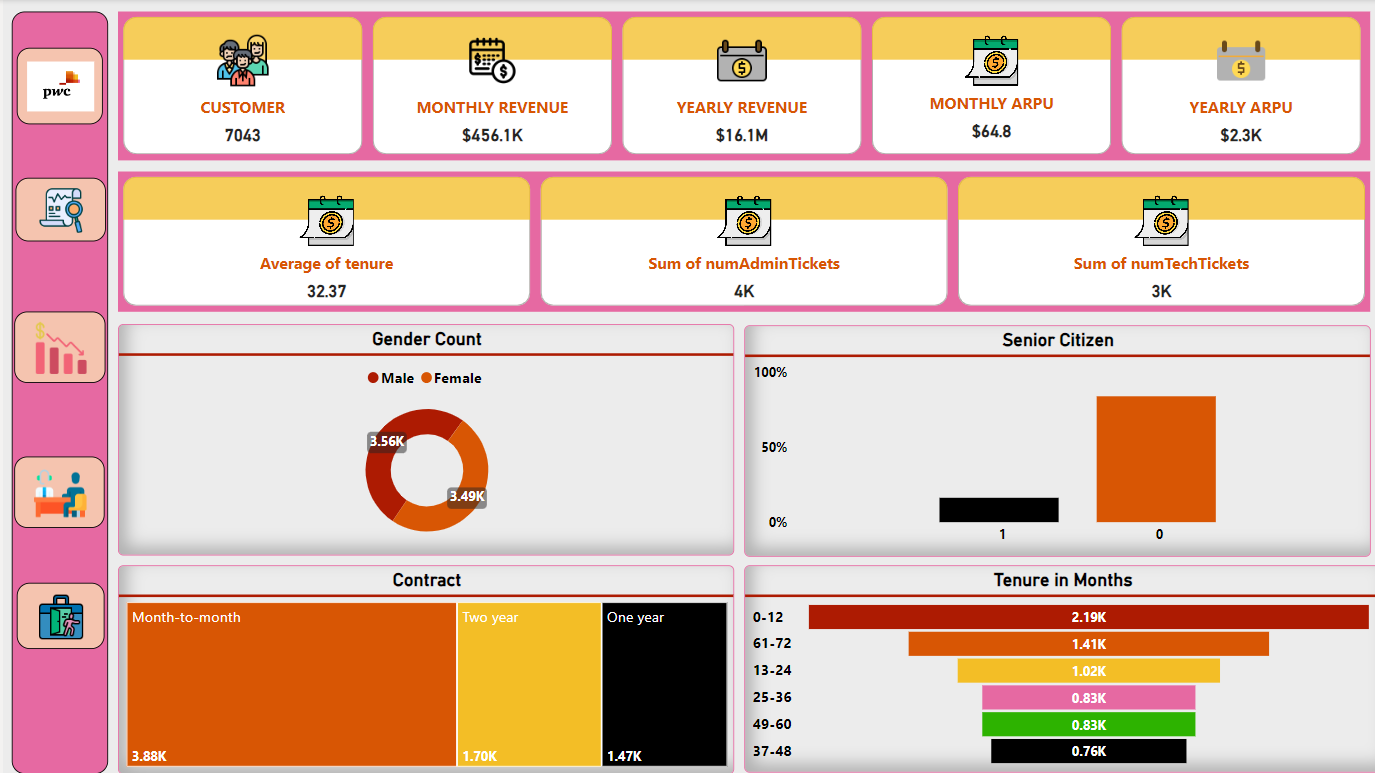 pwc
CUSTOMER
7043
MONTHLY REVENUE
$456.1K
YEARLY REVENUE
$16.1M
MONTHLY ARPU
$64.8
YEARLY ARPU
$2.3K
Average of tenure
32.37
Sum of numAdminTickets
4K
Sum of numTechTickets
3K
Gender Count
Male Female
3.56K
3.49K
Senior Citizen
100%
50%
0%
1 0
Contract
Month-to-month
3.88K
Two year
1.70K
One year
1.47K
Tenure in Months
0-12 2.19K
61-72 1.41K
13-24 1.02K
25-36 0.83K
49-60 0.83K
37-48 0.76K